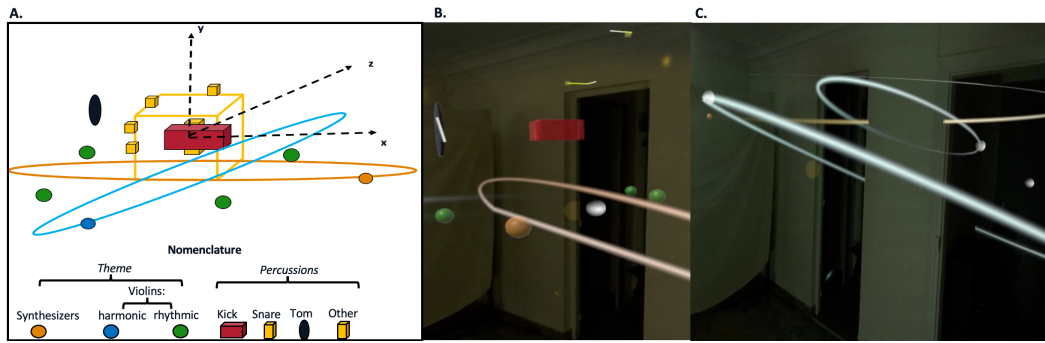 A.
B.
C.
y
z
x
Nomenclature
Theme
Percussions
Violins:
Synthesizers harmonic rhythmic Kick Snare Tom Other